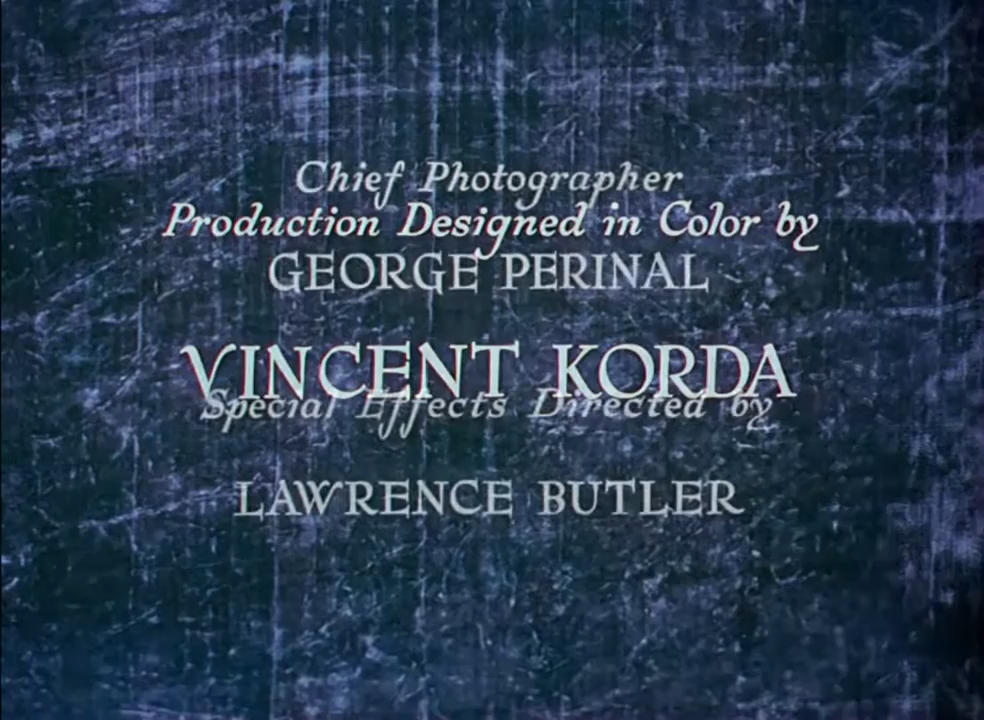 Chief Photographer
Production Designed in Color by
GEORGE PERINAL
VINCENT KORDA
Special Effects Directed by
LAWRENCE BUTLER